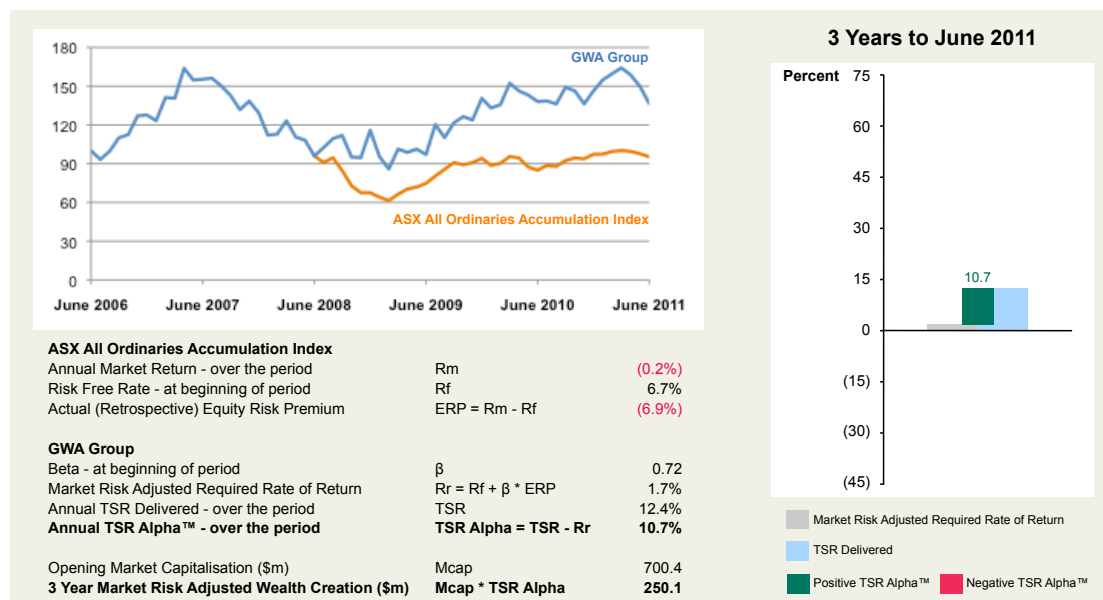 180
150
120
90
60
30
0
GWA Group
ASX All Ordinaries Accumulation Index
June 2006 June 2007 June 2008 June 2009 June 2010 June 2011
ASX All Ordinaries Accumulation Index
Annual Market Return - over the period Rm (0.2%)
Risk Free Rate - at beginning of period Rf 6.7%
Actual (Retrospective) Equity Risk Premium ERP = Rm - Rf (6.9%)
GWA Group
Beta - at beginning of period β 0.72
Market Risk Adjusted Required Rate of Return Rr = Rf + β * ERP 1.7%
Annual TSR Delivered - over the period TSR 12.4%
Annual TSR Alpha™ - over the period TSR Alpha = TSR - Rr 10.7%
Opening Market Capitalisation ($m) Mcap 700.4
3 Year Market Risk Adjusted Wealth Creation ($m) Mcap * TSR Alpha 250.1
3 Years to June 2011
Percent 75
60
45
30
15
0
(15)
(30)
(45)
10.7
Market Risk Adjusted Required Rate of Return
TSR Delivered
Positive TSR Alpha™ Negative TSR Alpha™